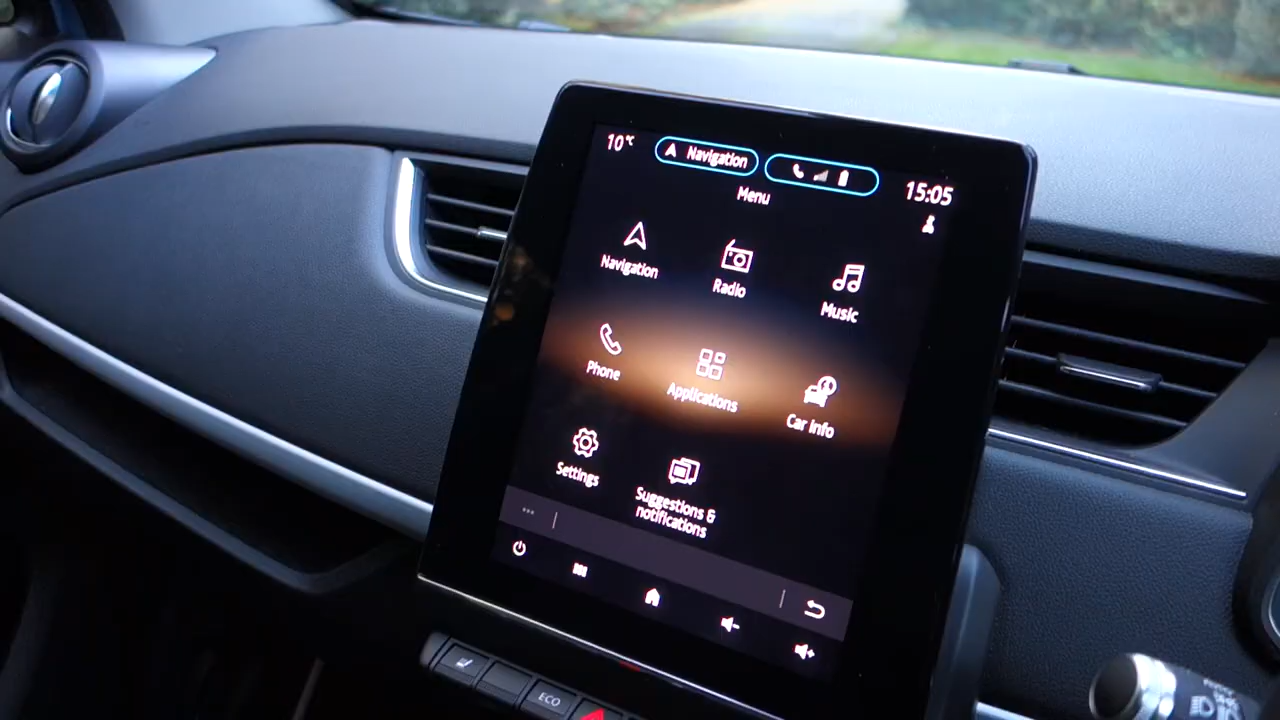 10°C
Navigation
15:05
Menu
Navigation
Radio
Music
Phone
Applications
Car Info
Settings
Suggestions &
notifications
ECO